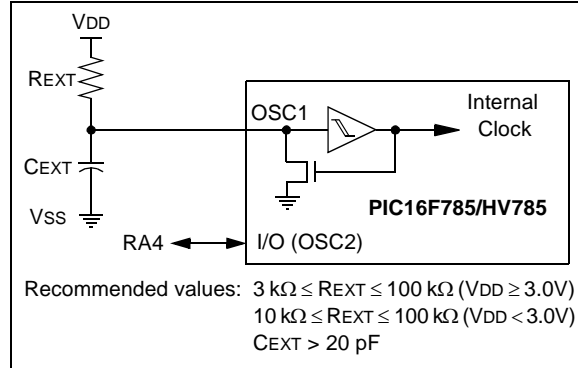 VDD
REXT
OSC1
Internal
Clock
CEXT
VSS
PIC16F785/HV785
RA4
I/O (OSC2)
Recommended values: 3 kΩ ≤ REXT ≤ 100 kΩ (VDD ≥ 3.0V)
10 kΩ ≤ REXT ≤ 100 kΩ (VDD < 3.0V)
CEXT > 20 pF